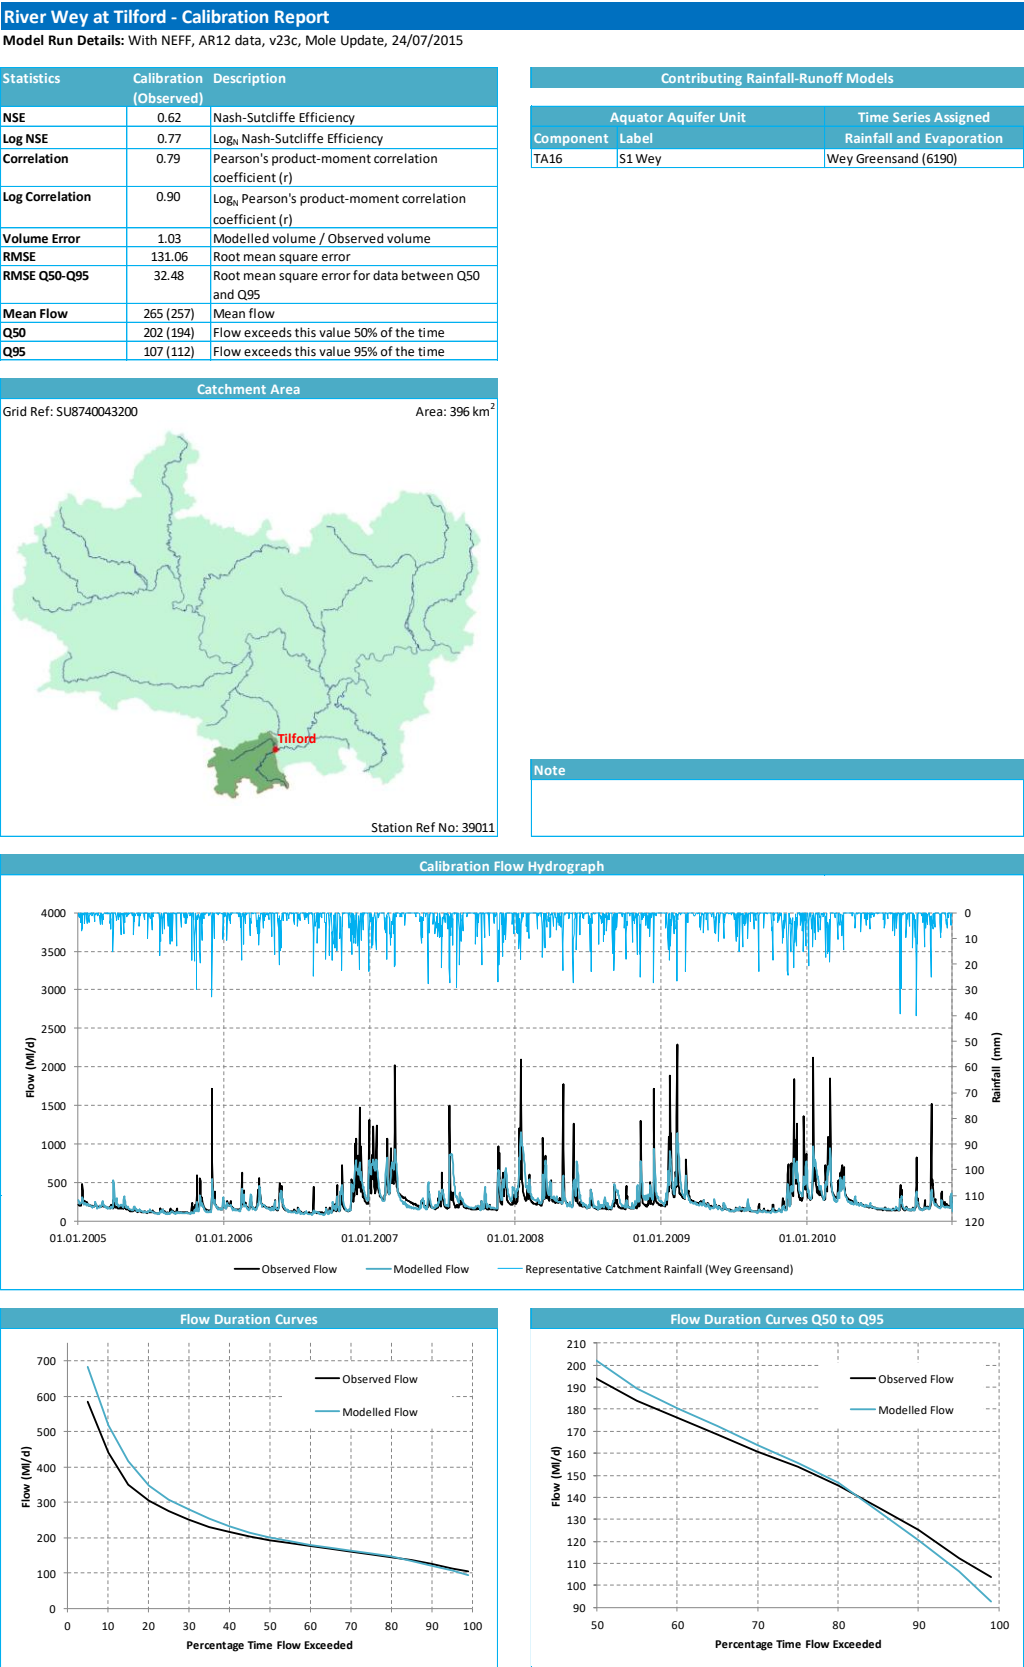 River Wey at Tilford - Calibration Report
Model Run Details: With NEFF, AR12 data, v23c, Mole Update, 24/07/2015
Statistics Calibration Description
(Observed)
NSE 0.62 Nash-Sutcliffe Efficiency
Log NSE 0.77 LogN Nash-Sutcliffe Efficiency
Correlation 0.79 Pearson's product-moment correlation
coefficient (r)
Log Correlation 0.90 LogN Pearson's product-moment correlation
coefficient (r)
Volume Error 1.03 Modelled volume / Observed volume
RMSE 131.06 Root mean square error
RMSE Q50-Q95 32.48 Root mean square error for data between Q50
and Q95
Mean Flow 265 (257) Mean flow
Q50 202 (194) Flow exceeds this value 50% of the time
Q95 107 (112) Flow exceeds this value 95% of the time
Contributing Rainfall-Runoff Models
Aquator Aquifer Unit Time Series Assigned
Component Label Rainfall and Evaporation
TA16 S1 Wey Wey Greensand (6190)
Catchment Area
Grid Ref: SU8740043200 Area: 396 km²
Tilford
Station Ref No: 39011
Note
Calibration Flow Hydrograph
4000 0
10
3500 20
3000 30
40
2500 50
2000 60
70
1500 80
1000 90
100
500 110
0 120
Flow (Ml/d)
Rainfall (mm)
01.01.2005 01.01.2006 01.01.2007 01.01.2008 01.01.2009 01.01.2010
Observed Flow Modelled Flow Representative Catchment Rainfall (Wey Greensand)
Flow Duration Curves
700
600
500
400
300
200
100
0
Flow (Ml/d)
Observed Flow
Modelled Flow
0 10 20 30 40 50 60 70 80 90 100
Percentage Time Flow Exceeded
Flow Duration Curves Q50 to Q95
210
200
190
180
170
160
150
140
130
120
110
100
90
Flow (Ml/d)
Observed Flow
Modelled Flow
50 60 70 80 90 100
Percentage Time Flow Exceeded